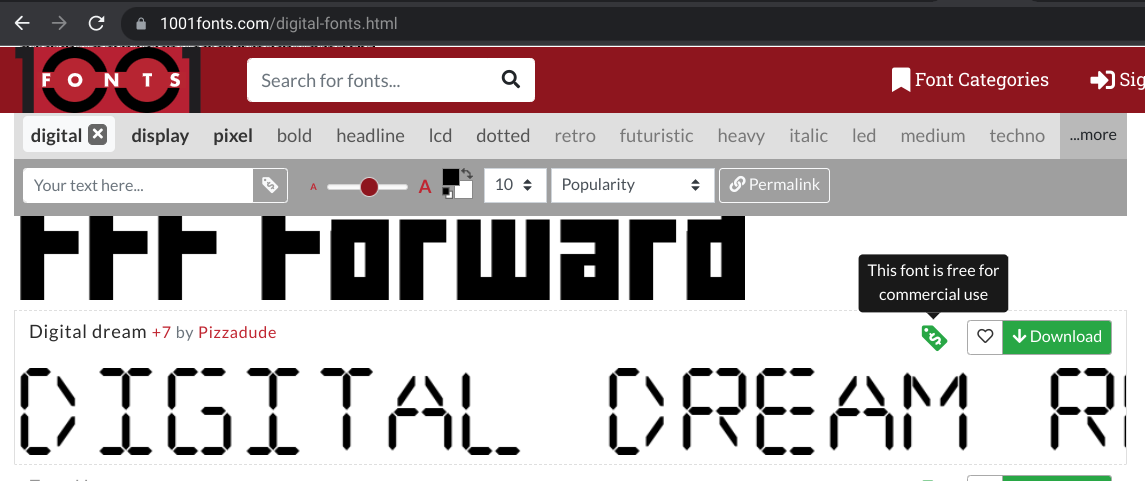 1001fonts.com/digital-fonts.html
FONTS
Search for fonts...
Font Categories
Sig
digital display pixel bold headline lcd dotted retro futuristic heavy italic led medium techno ...more
Your text here...
A A
10
Popularity
Permalink
FFF Forward
This font is free for
commercial use
Digital dream +7 by Pizzadude
Download
DIGITAL DREAM R